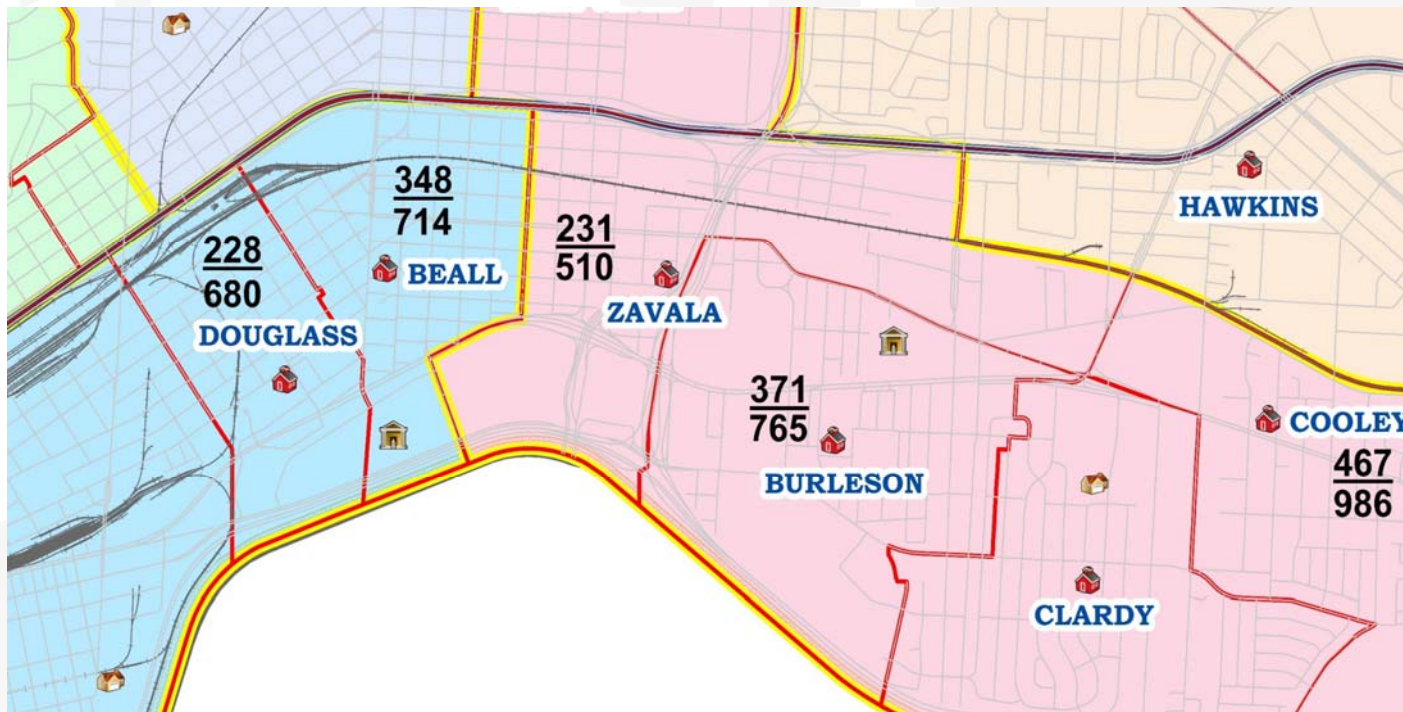 348
714
HAWKINS
228
680
231
510
BEALL
ZAVALA
DOUGLASS
371
765
COOLEY
467
986
BURLESON
CLARDY